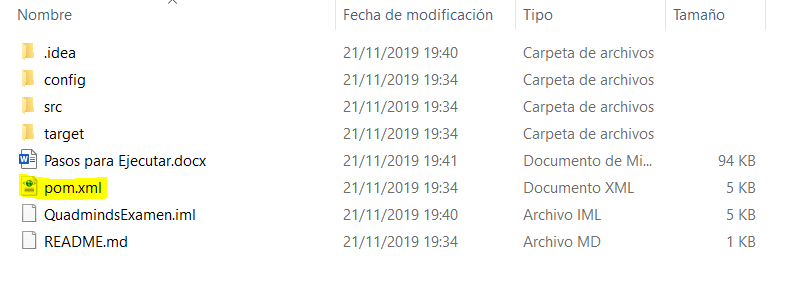 Nombre Fecha de modificación Tipo Tamaño
.idea 21/11/2019 19:40 Carpeta de archivos
config 21/11/2019 19:34 Carpeta de archivos
src 21/11/2019 19:34 Carpeta de archivos
target 21/11/2019 19:34 Carpeta de archivos
Pasos para Ejecutar.docx 21/11/2019 19:41 Documento de Mi... 94 KB
pom.xml 21/11/2019 19:34 Documento XML 5 KB
QuadmindsExamen.iml 21/11/2019 19:40 Archivo IML 5 KB
README.md 21/11/2019 19:34 Archivo MD 1 KB